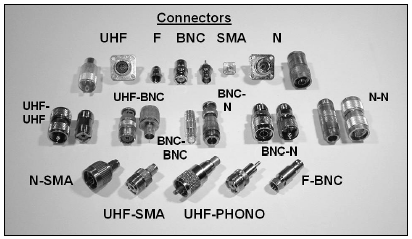 Connectors
UHF F BNC SMA N
UHF-
UHF
UHF-BNC
BNC-
N
N-N
BNC-
BNC
BNC-N
N-SMA
UHF-SMA
UHF-PHONO
F-BNC